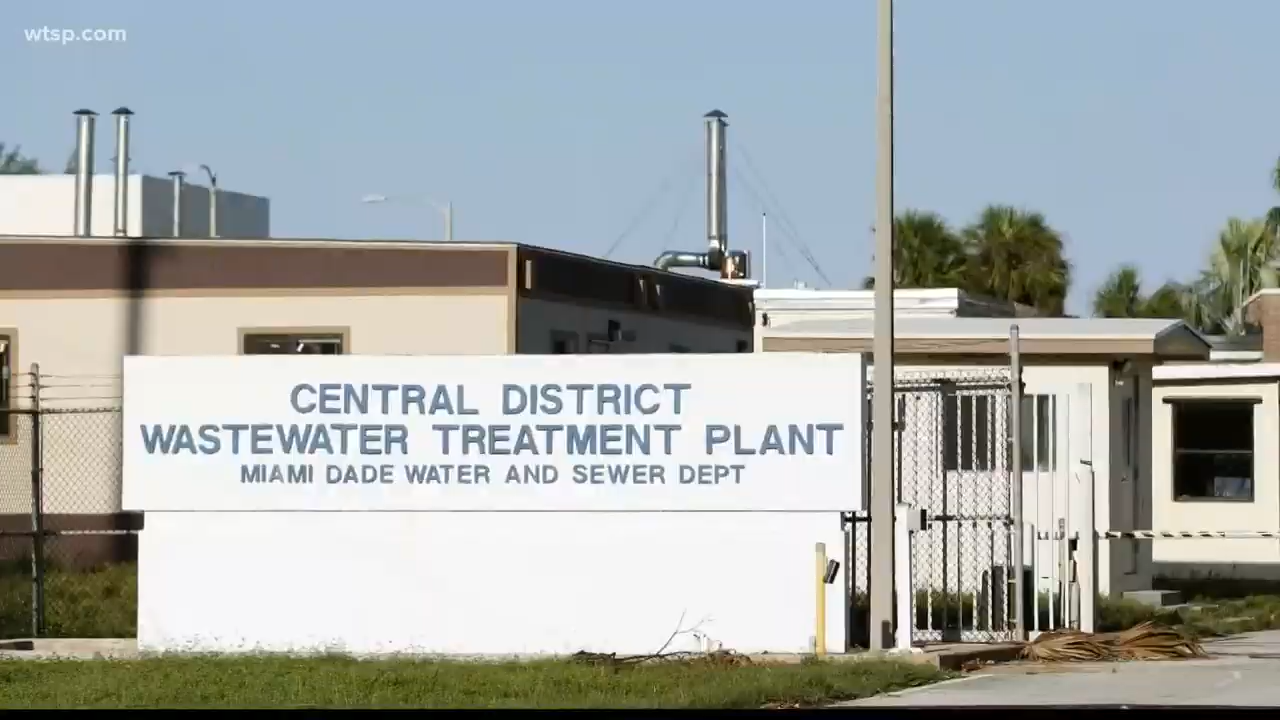 wtsp.com
CENTRAL DISTRICT
WASTEWATER TREATMENT PLANT
MIAMI DADE WATER AND SEWER DEPT